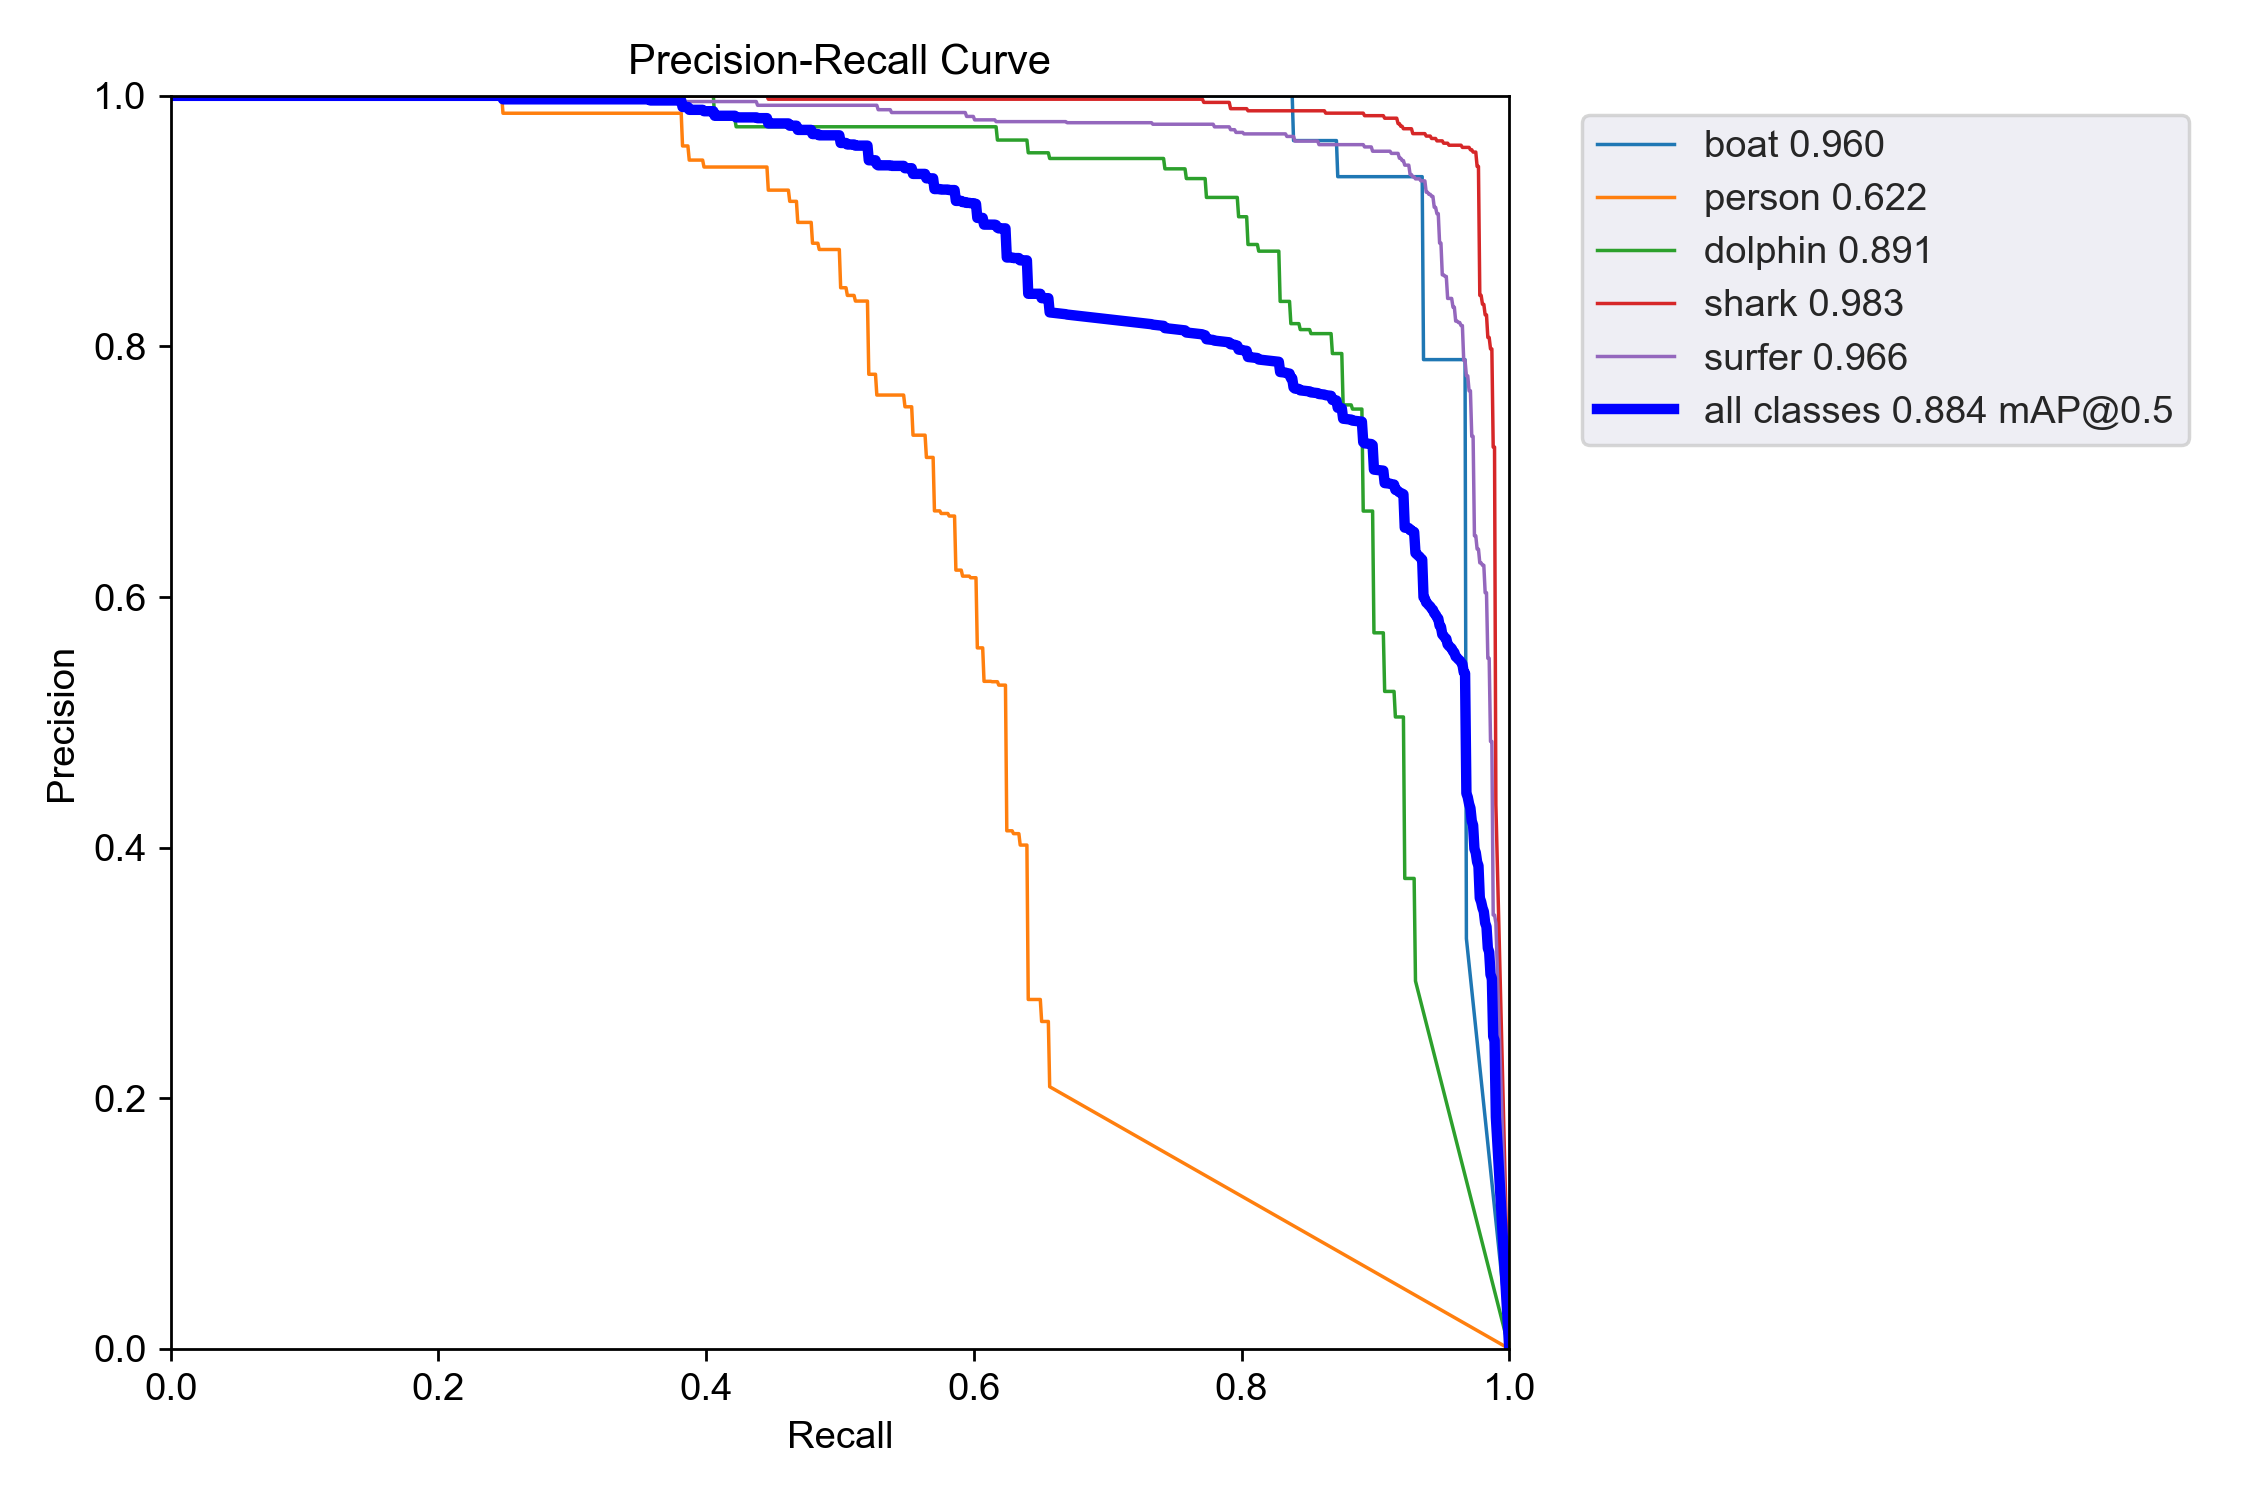 Precision-Recall Curve
1.0
0.8
0.6
0.4
0.2
0.0
Precision
0.0 0.2 0.4 0.6 0.8 1.0
Recall
boat 0.960
person 0.622
dolphin 0.891
shark 0.983
surfer 0.966
all classes 0.884 mAP@0.5